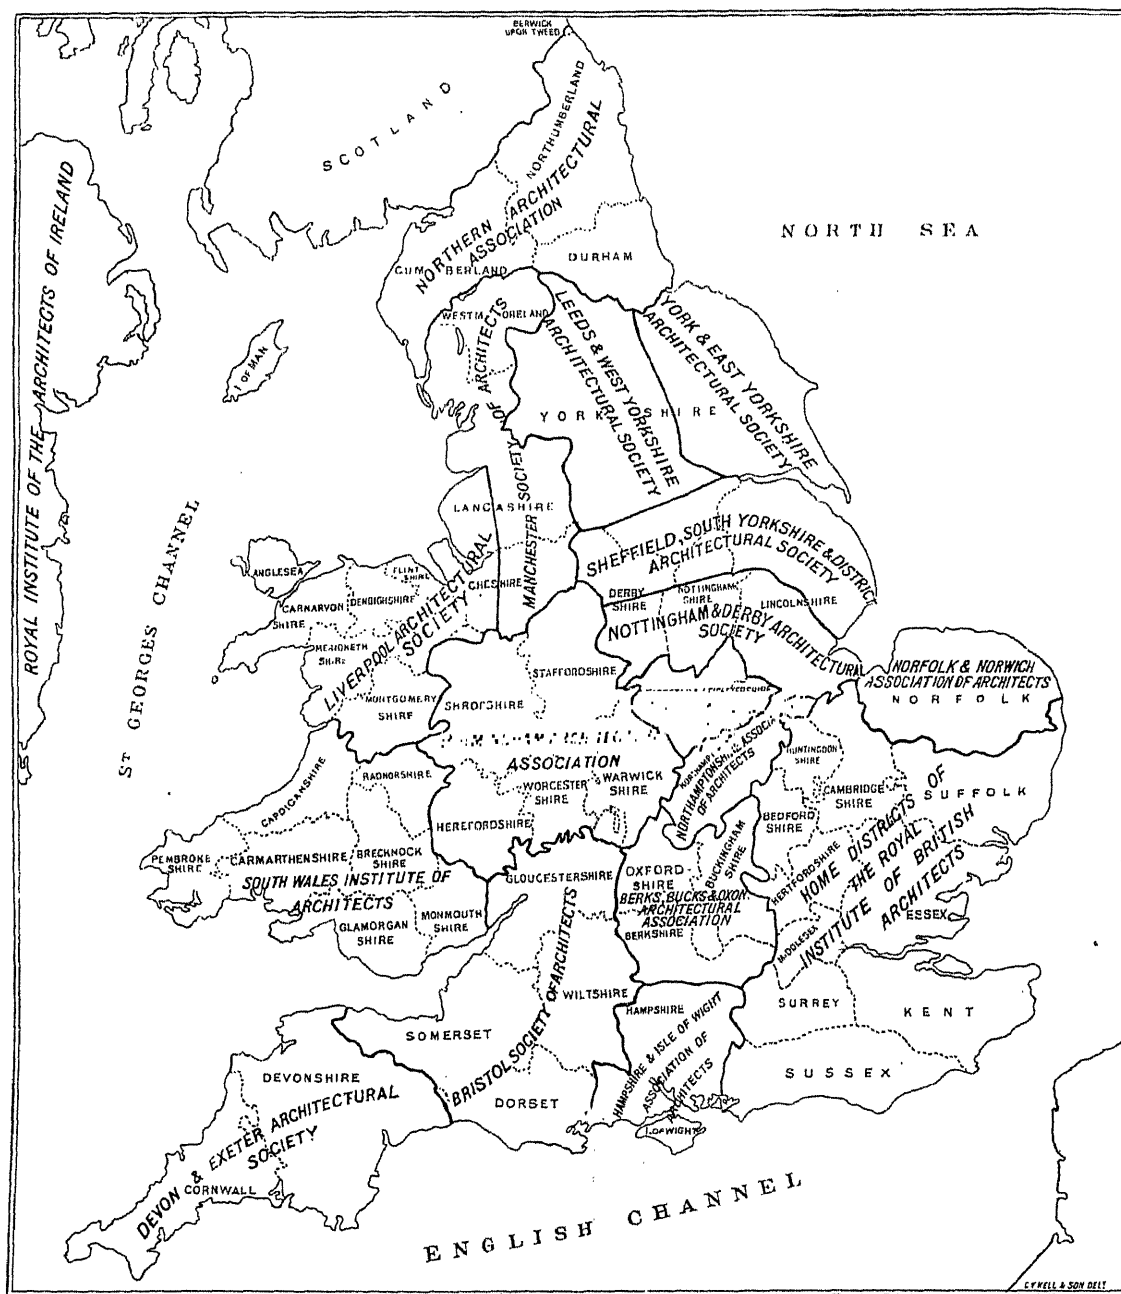 BERWICK
UPON TWEED
SCOTLAND
NORTHUMBERLAND
NORTHERN ARCHITECTURAL
ASSOCIATION
NORTH SEA
CUMBERLAND
DURHAM
ROYAL INSTITUTE OF THE ARCHITECTS OF IRELAND
WESTMORELAND
I OF MAN
LEEDS & WEST YORKSHIRE
ARCHITECTURAL SOCIETY
YORK & EAST YORKSHIRE
ARCHITECTURAL SOCIETY
YORKSHIRE
MANCHESTER SOCIETY OF ARCHITECTS
LANCASHIRE
ST GEORGES CHANNEL
SHEFFIELD, SOUTH YORKSHIRE & DISTRICT
ARCHITECTURAL SOCIETY
ANGLESEA
FLINT
SHIRE
CARNARVON
SHIRE
DENBIGHSHIRE
CHESHIRE
LIVERPOOL ARCHITECTURAL
SOCIETY
DERBY
SHIRE
NOTTINGHAM
SHIRE
LINCOLNSHIRE
NOTTINGHAM & DERBY ARCHITECTURAL
SOCIETY
MERIONETH
SHIRE
MONTGOMERY
SHIRE
SHROPSHIRE
STAFFORDSHIRE
NORFOLK & NORWICH
ASSOCIATION OF ARCHITECTS
NORFOLK
ASSOCIATION
NORTHAMPTONSHIRE ASSOCIA
OF ARCHITECTS
HUNTINGDON
SHIRE
CAMBRIDGE
SHIRE
SUFFOLK
CARDIGANSHIRE
RADNORSHIRE
WORCESTER
SHIRE
WARWICK
SHIRE
HEREFORDSHIRE
BEDFORD
SHIRE
HOME DISTRICTS OF
THE ROYAL
INSTITUTE OF BRITISH
ARCHITECTS
PEMBROKE
SHIRE
CARMARTHENSHIRE
BRECKNOCK
SHIRE
SOUTH WALES INSTITUTE OF
ARCHITECTS
GLAMORGAN
SHIRE
MONMOUTH
SHIRE
GLOUCESTERSHIRE
OXFORD
SHIRE
BUCKINGHAM
SHIRE
BERKS, BUCKS & OXON
ARCHITECTURAL
ASSOCIATION
BERKSHIRE
HERTFORDSHIRE
MIDDLESEX
ESSEX
BRISTOL SOCIETY OF ARCHITECTS
WILTSHIRE
SOMERSET
HAMPSHIRE
HAMPSHIRE & ISLE OF WIGHT
ASSOCIATION OF
ARCHITECTS
SURREY
KENT
SUSSEX
DORSET
I. OF WIGHT
DEVONSHIRE
DEVON & EXETER ARCHITECTURAL
SOCIETY
CORNWALL
ENGLISH CHANNEL